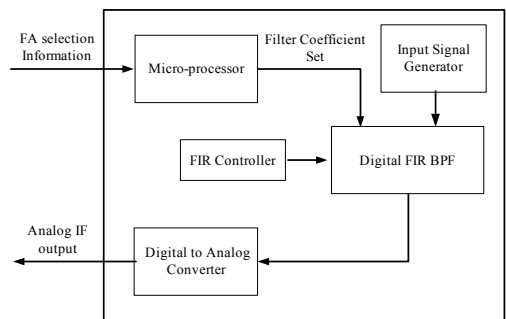 FA selection
Information
Micro-processor
Filter Coefficient
Set
Input Signal
Generator
FIR Controller
Digital FIR BPF
Analog IF
output
Digital to Analog
Converter